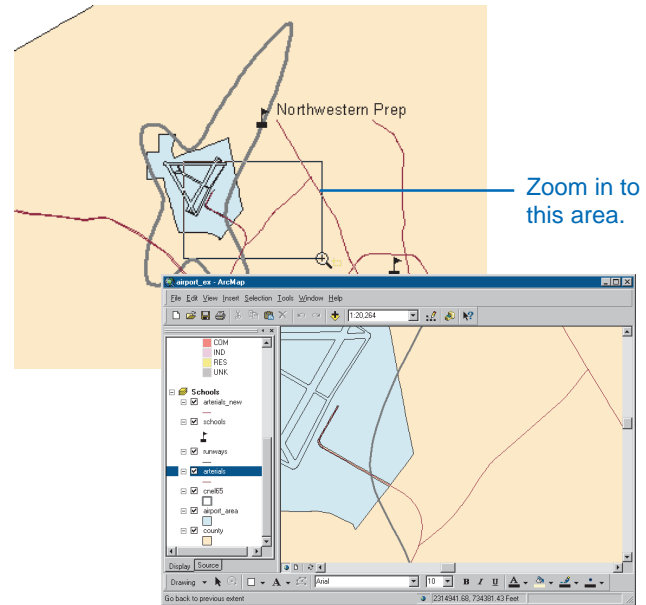 Northwestern Prep
Zoom in to
this area.
airport_ex - ArcMap
File Edit View Insert Selection Tools Window Help
1:20,264
COM
IND
RES
UNK
Schools
arterials_new
schools
runways
arterials
cnel65
airport_area
county
Display Source
Drawing A Arial 10 B I U A
Go back to previous extent 2314941.68, 734381.43 Feet